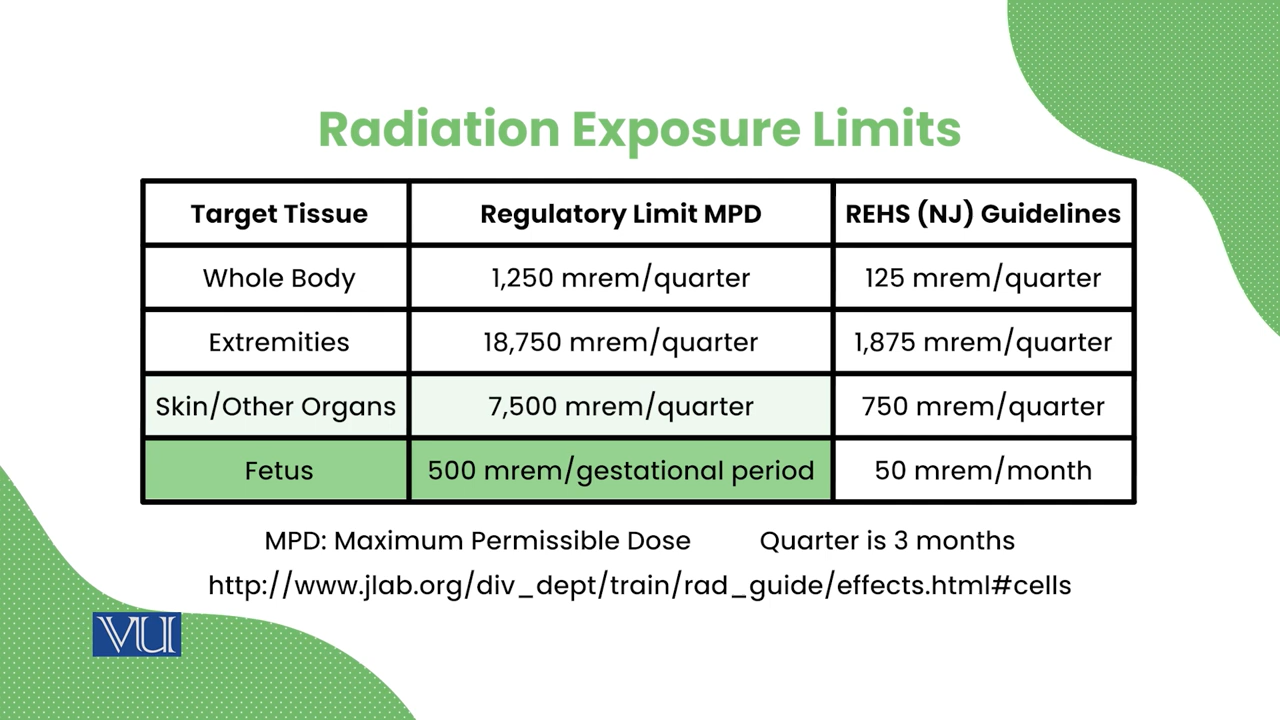 Radiation Exposure Limits
Target Tissue Regulatory Limit MPD REHS (NJ) Guidelines
Whole Body 1,250 mrem/quarter 125 mrem/quarter
Extremities 18,750 mrem/quarter 1,875 mrem/quarter
Skin/Other Organs 7,500 mrem/quarter 750 mrem/quarter
Fetus 500 mrem/gestational period 50 mrem/month
MPD: Maximum Permissible Dose Quarter is 3 months
http://www.jlab.org/div_dept/train/rad_guide/effects.html#cells
VU